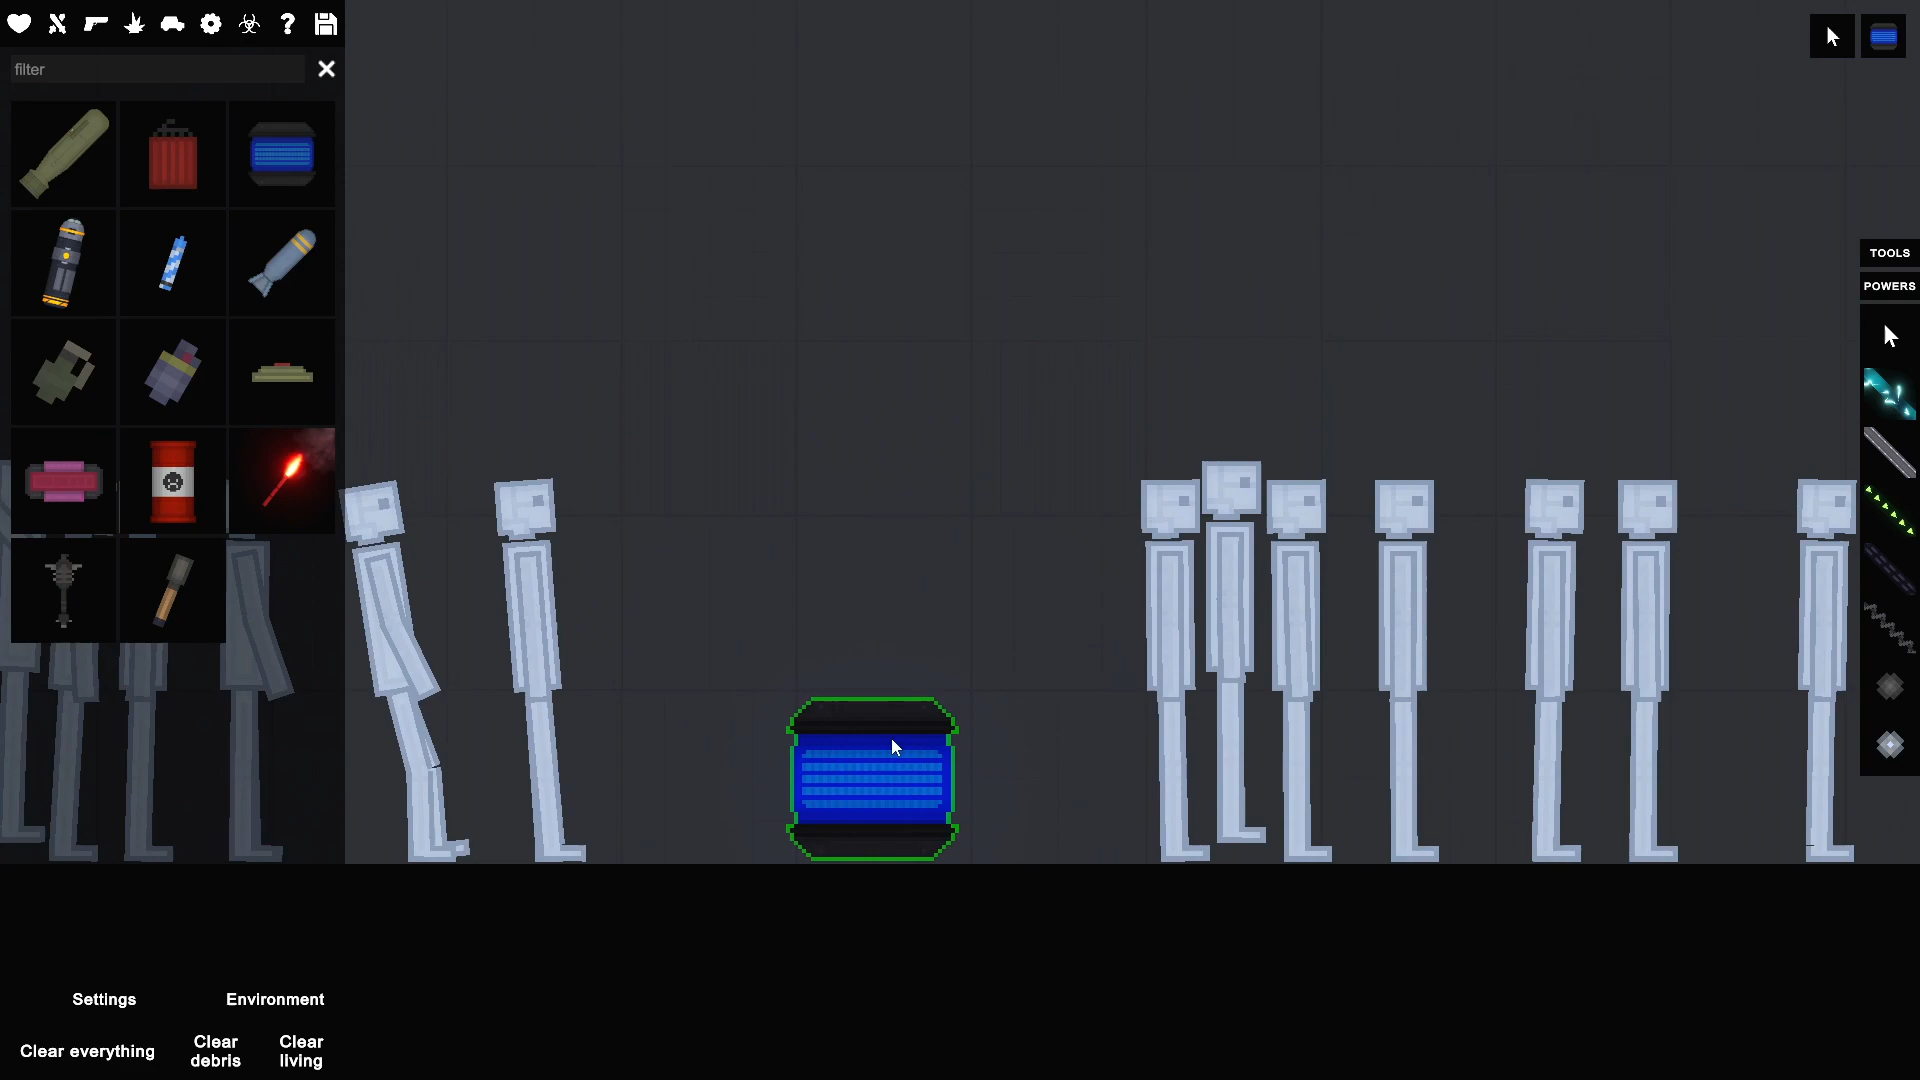 filter
TOOLS
POWERS
Settings
Environment
Clear everything
Clear
debris
Clear
living